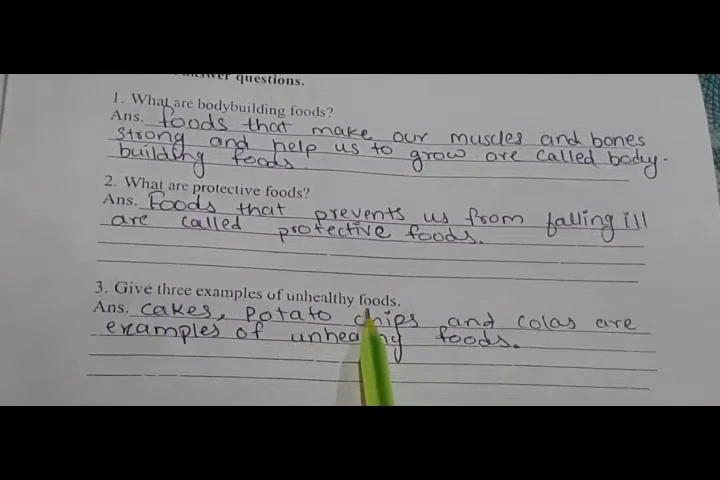 answer questions.
1. What are bodybuilding foods?
Ans. foods that make our muscles and bones
strong and help us to grow are called body-
building foods
2. What are protective foods?
Ans. Foods that prevents us from falling ill
are called protective foods.
3. Give three examples of unhealthy foods.
Ans. cakes, potato chips and colas are
examples of unhealthy foods.